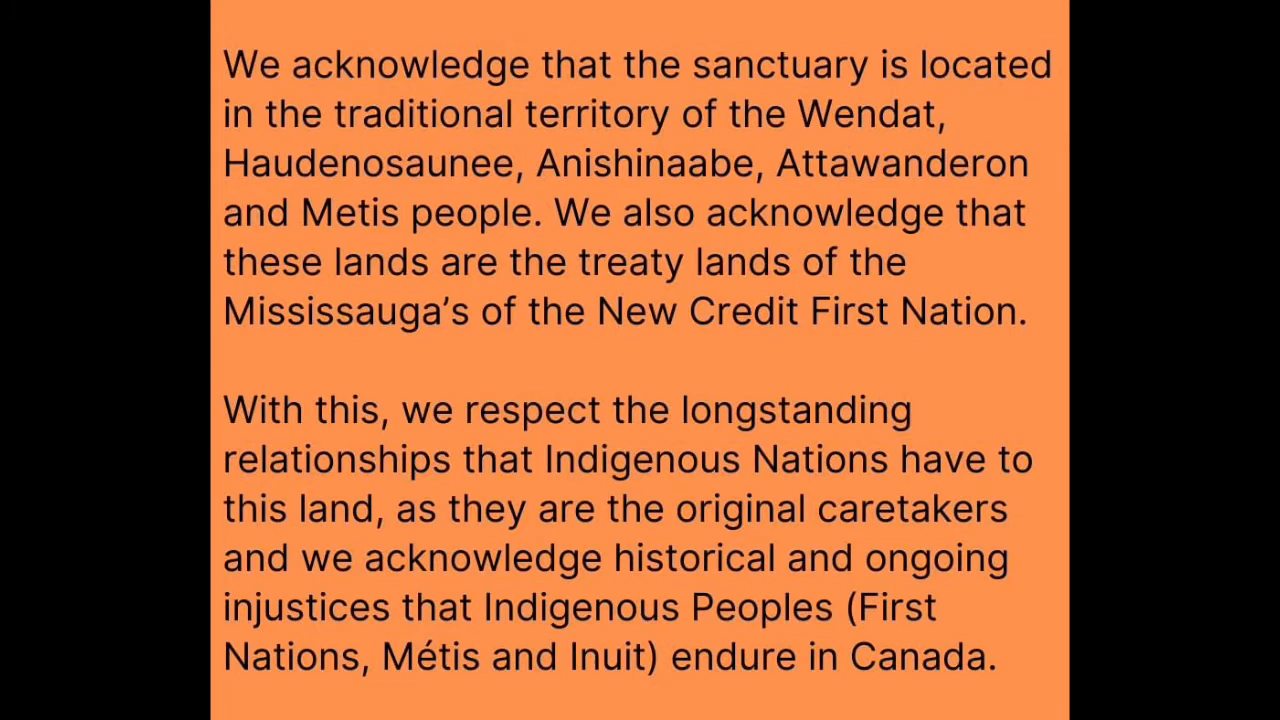 We acknowledge that the sanctuary is located
in the traditional territory of the Wendat,
Haudenosaunee, Anishinaabe, Attawanderon
and Metis people. We also acknowledge that
these lands are the treaty lands of the
Mississauga’s of the New Credit First Nation.
With this, we respect the longstanding
relationships that Indigenous Nations have to
this land, as they are the original caretakers
and we acknowledge historical and ongoing
injustices that Indigenous Peoples (First
Nations, Métis and Inuit) endure in Canada.